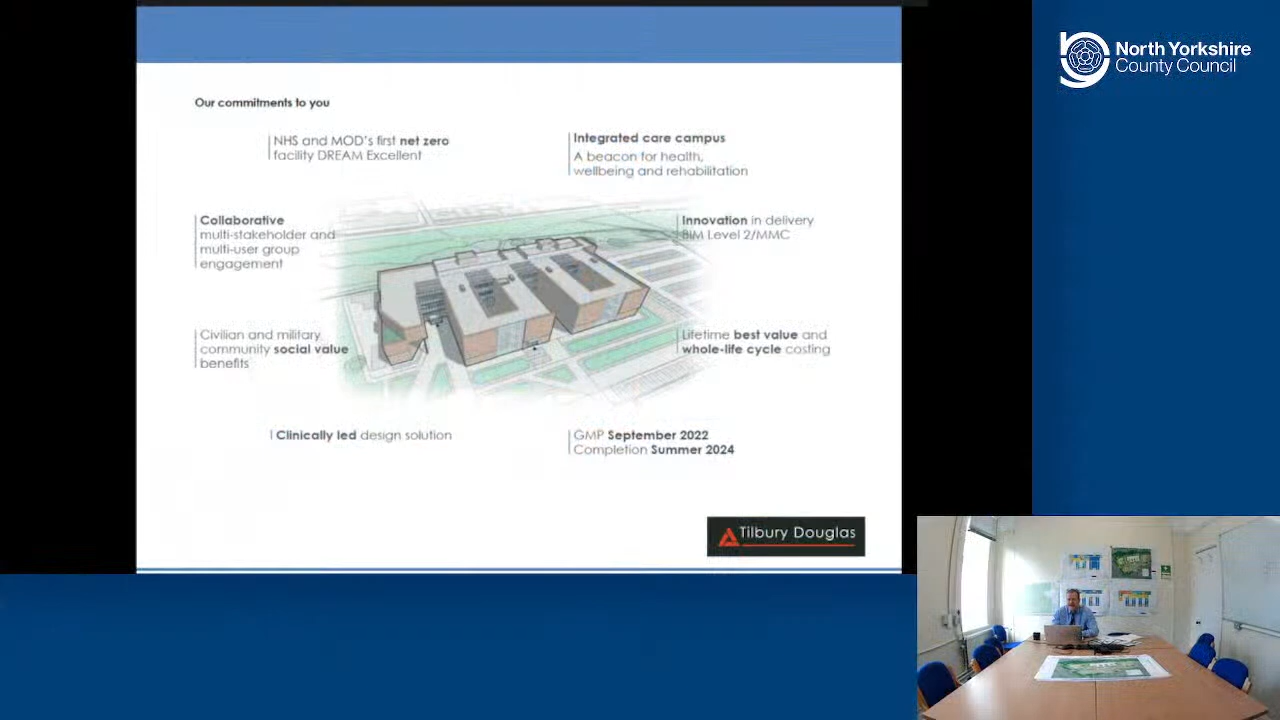 North Yorkshire
County Council
Our commitments to you
NHS and MOD's first net zero
facility DREAM Excellent
Integrated care campus
A beacon for health,
wellbeing and rehabilitation
Collaborative
multi-stakeholder and
multi-user group
engagement
Innovation in delivery
BIM Level 2/MMC
Civilian and military
community social value
benefits
Lifetime best value and
whole-life cycle costing
Clinically led design solution
GMP September 2022
Completion Summer 2024
Tilbury Douglas